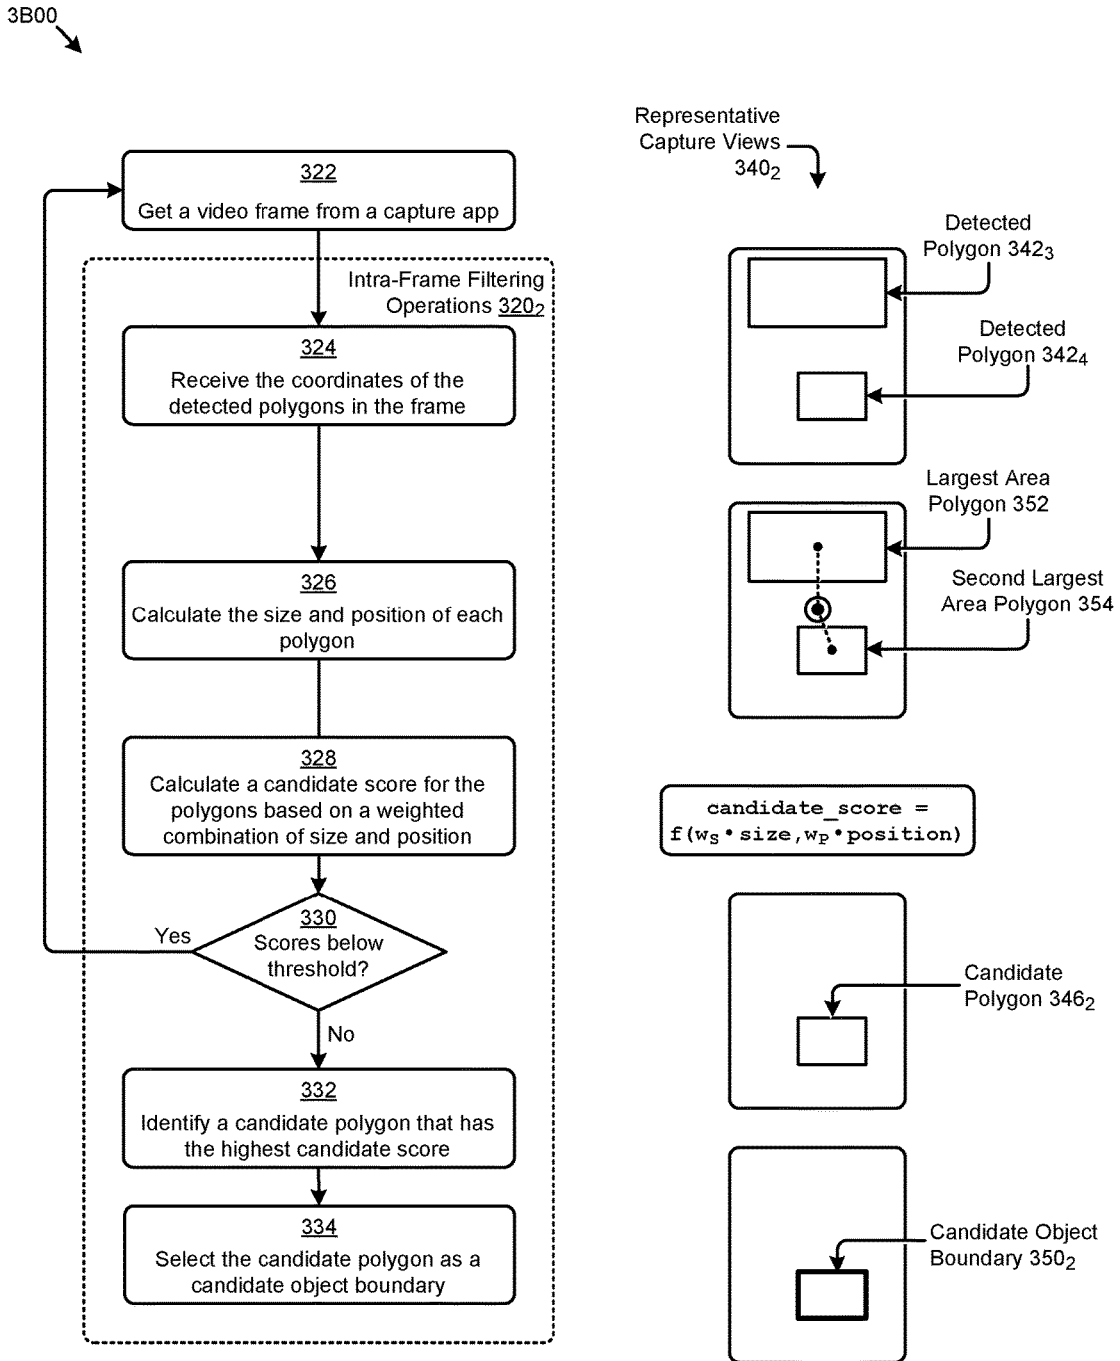 3B00
322
Get a video frame from a capture app
Intra-Frame Filtering
Operations 320₂
324
Receive the coordinates of the
detected polygons in the frame
326
Calculate the size and position of each
polygon
328
Calculate a candidate score for the
polygons based on a weighted
combination of size and position
330
Scores below
threshold?
Yes
No
332
Identify a candidate polygon that has
the highest candidate score
334
Select the candidate polygon as a
candidate object boundary
Representative
Capture Views
340₂
Detected
Polygon 342₃
Detected
Polygon 342₄
Largest Area
Polygon 352
Second Largest
Area Polygon 354
candidate_score =
f(wS•size,wP•position)
Candidate
Polygon 346₂
Candidate Object
Boundary 350₂